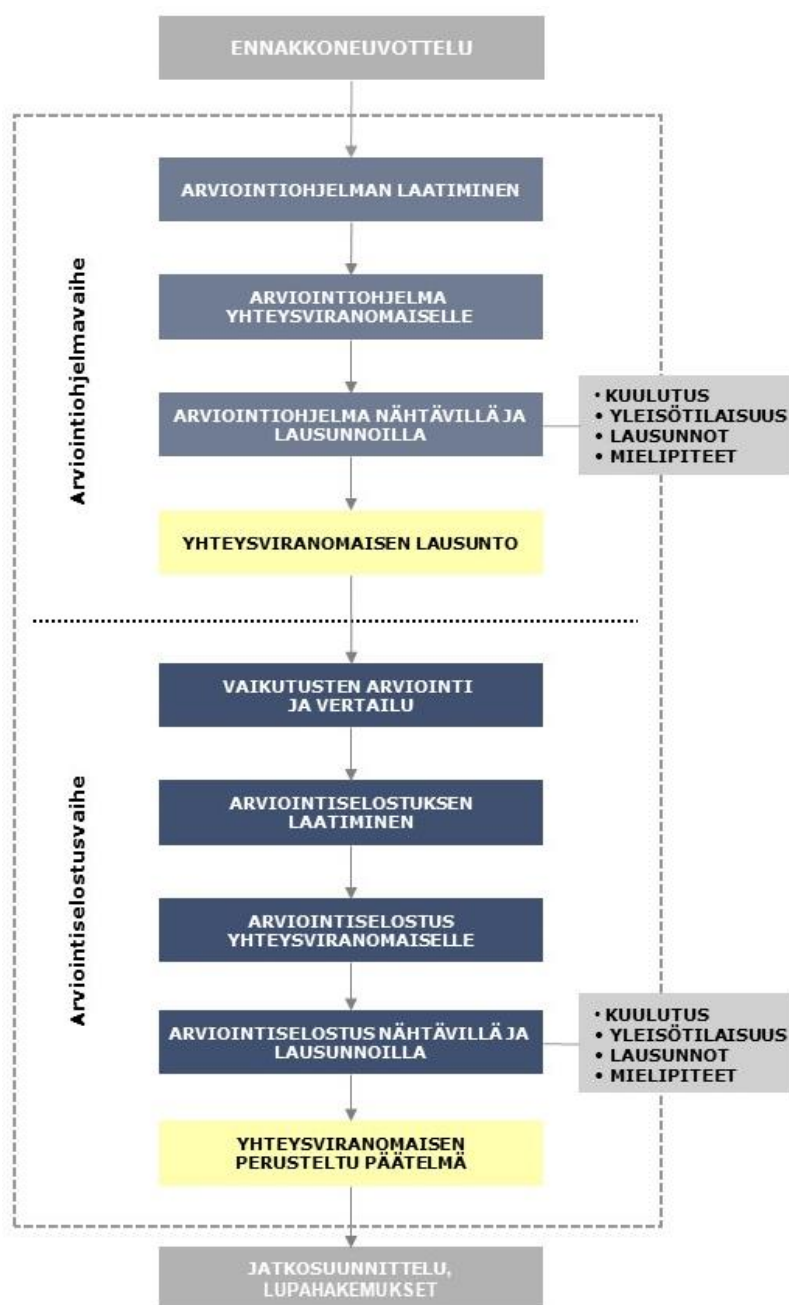 ENNAKKONEUVOTTELU
Arviointiohjelmavaihe
ARVIOINTIOHJELMAN LAATIMINEN
ARVIOINTIOHJELMA
YHTEYSVIRANOMAISELLE
ARVIOINTIOHJELMA NÄHTÄVILLÄ JA
LAUSUNNOILLA
• KUULUTUS
• YLEISÖTILAISUUS
• LAUSUNNOT
• MIELIPITEET
YHTEYSVIRANOMAISEN LAUSUNTO
Arviointiselostusvaihe
VAIKUTUSTEN ARVIOINTI
JA VERTAILU
ARVIOINTISELOSTUKSEN
LAATIMINEN
ARVIOINTISELOSTUS
YHTEYSVIRANOMAISELLE
ARVIOINTISELOSTUS NÄHTÄVILLÄ JA
LAUSUNNOILLA
• KUULUTUS
• YLEISÖTILAISUUS
• LAUSUNNOT
• MIELIPITEET
YHTEYSVIRANOMAISEN
PERUSTELTU PÄÄTELMÄ
JATKOSUUNNITTELU,
LUPAHAKEMUKSET